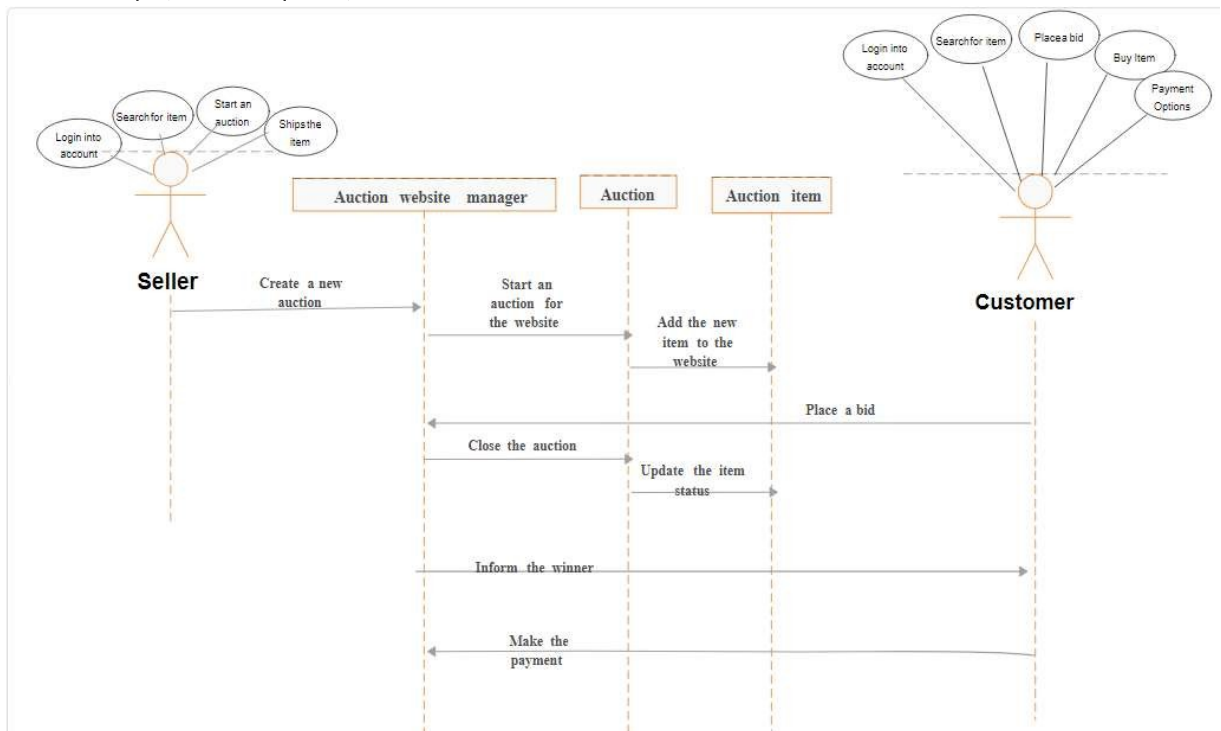 Login into
account
Search for item
Start an
auction
Ships the
item
Login into
account
Search for item
Place a bid
Buy Item
Payment
Options
Auction website manager
Auction
Auction item
Seller
Customer
Create a new
auction
Start an
auction for
the website
Add the new
item to the
website
Place a bid
Close the auction
Update the item
status
Inform the winner
Make the
payment